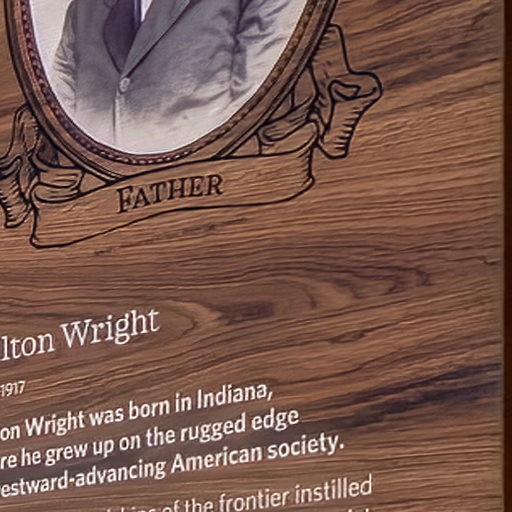 FATHER
lton Wright
1917
on Wright was born in Indiana,
re he grew up on the rugged edge
estward-advancing American society.
of the frontier instilled